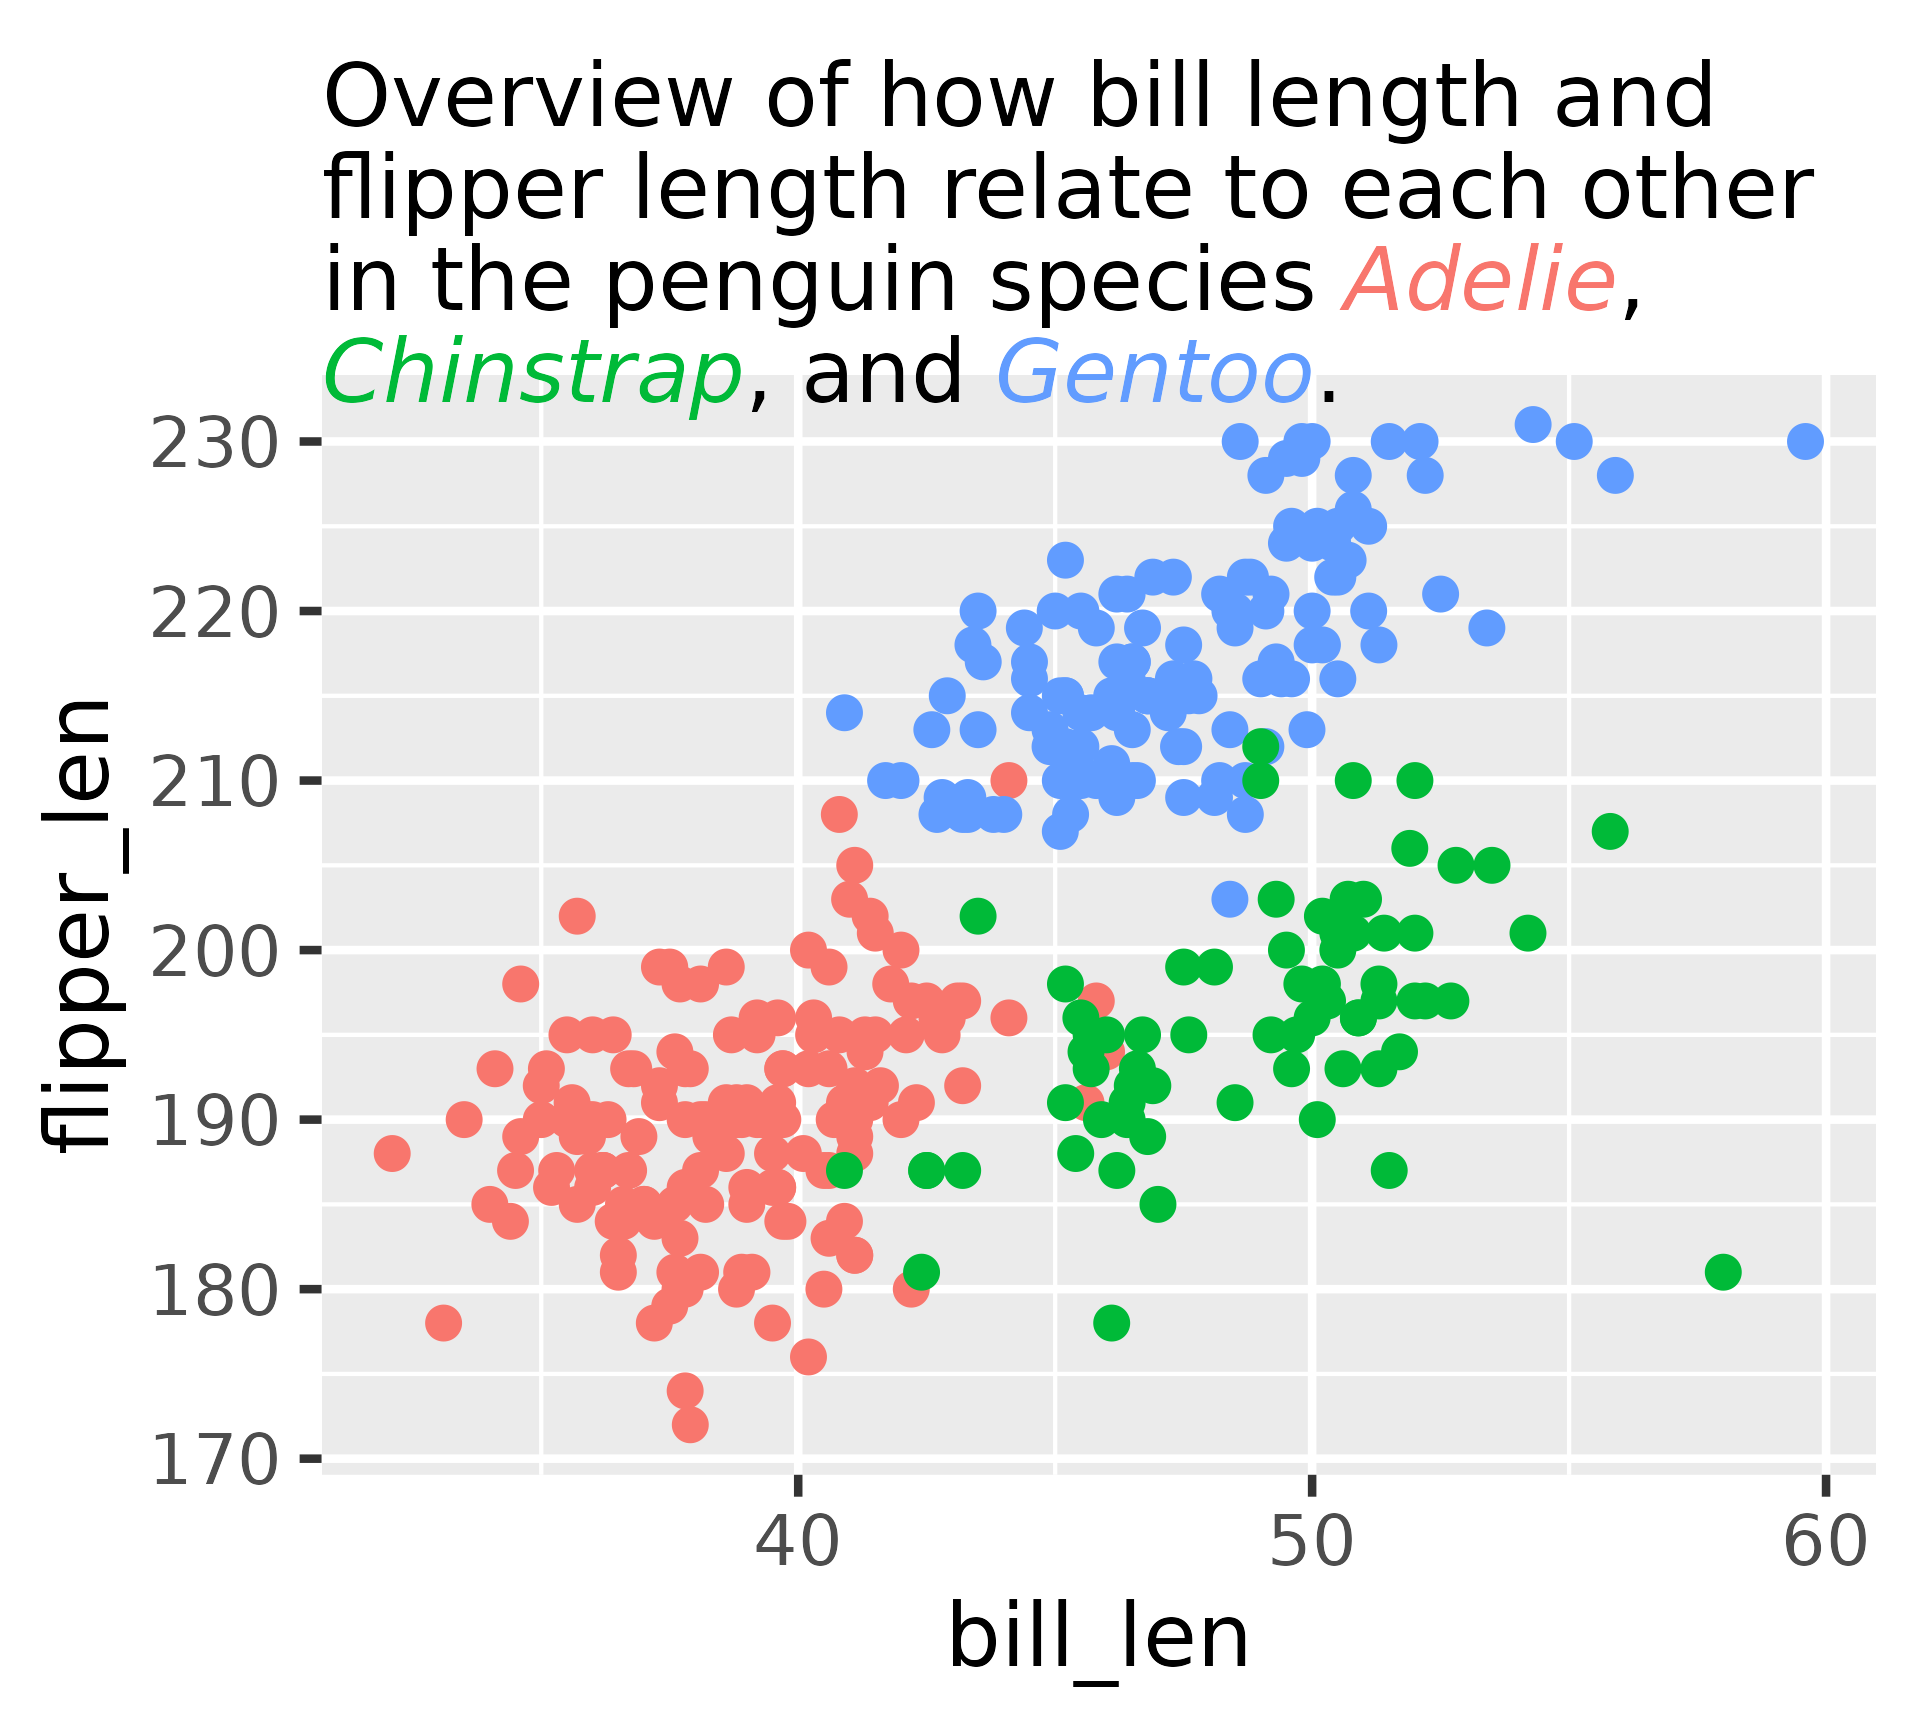 Overview of how bill length and
flipper length relate to each other
in the penguin species Adelie,
Chinstrap, and Gentoo.
230
220
210
200
190
180
170
flipper_len
40 50 60
bill_len